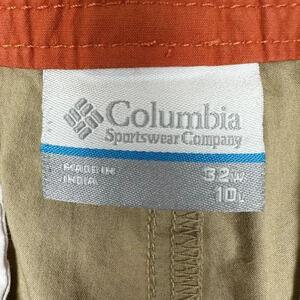 Columbia
Sportswear Company
MADE IN
INDIA
32W
10L